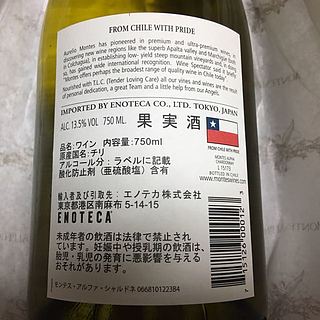 FROM CHILE WITH PRIDE
Aurelio Montes has pioneered in premium and ultra-premium wines, in
discovering new wine regions like the superb Apalta valley and Marchigüe (both
in Colchagua), in establishing low-yield steep mountain vineyards and in doing
so, has gained wide international recognition. Wine Spectator said it briefly
"Montes offers perhaps the broadest range of quality wine in Chile today".
Nourished with T.L.C. (Tender Loving Care) all our wines are the result
of personal dedication, a great Team and a little help from our Angels.
IMPORTED BY ENOTECA CO., LTD. TOKYO, JAPAN
ALC. 13.5% VOL 750 ML.
果実酒
FROM CHILE WITH PRIDE
品名:ワイン 内容量:750ml
原産国名:チリ
アルコール分:ラベルに記載
酸化防止剤(亜硫酸塩)含有
MONTES ALPHA
CHARDONNAY
BOTTLED IN CHILE
www.monteswines.com
輸入者及び引取先:エノテカ株式会社
東京都港区南麻布 5-14-15
ENOTECA
未成年者の飲酒は法律で禁止さ
れています。妊娠中や授乳期の飲酒は、
胎児・乳児の発育に悪影響を与える
おそれがあります。
モンテス・アルファ・シャルドネ 066810122384
7 15126 00012 3